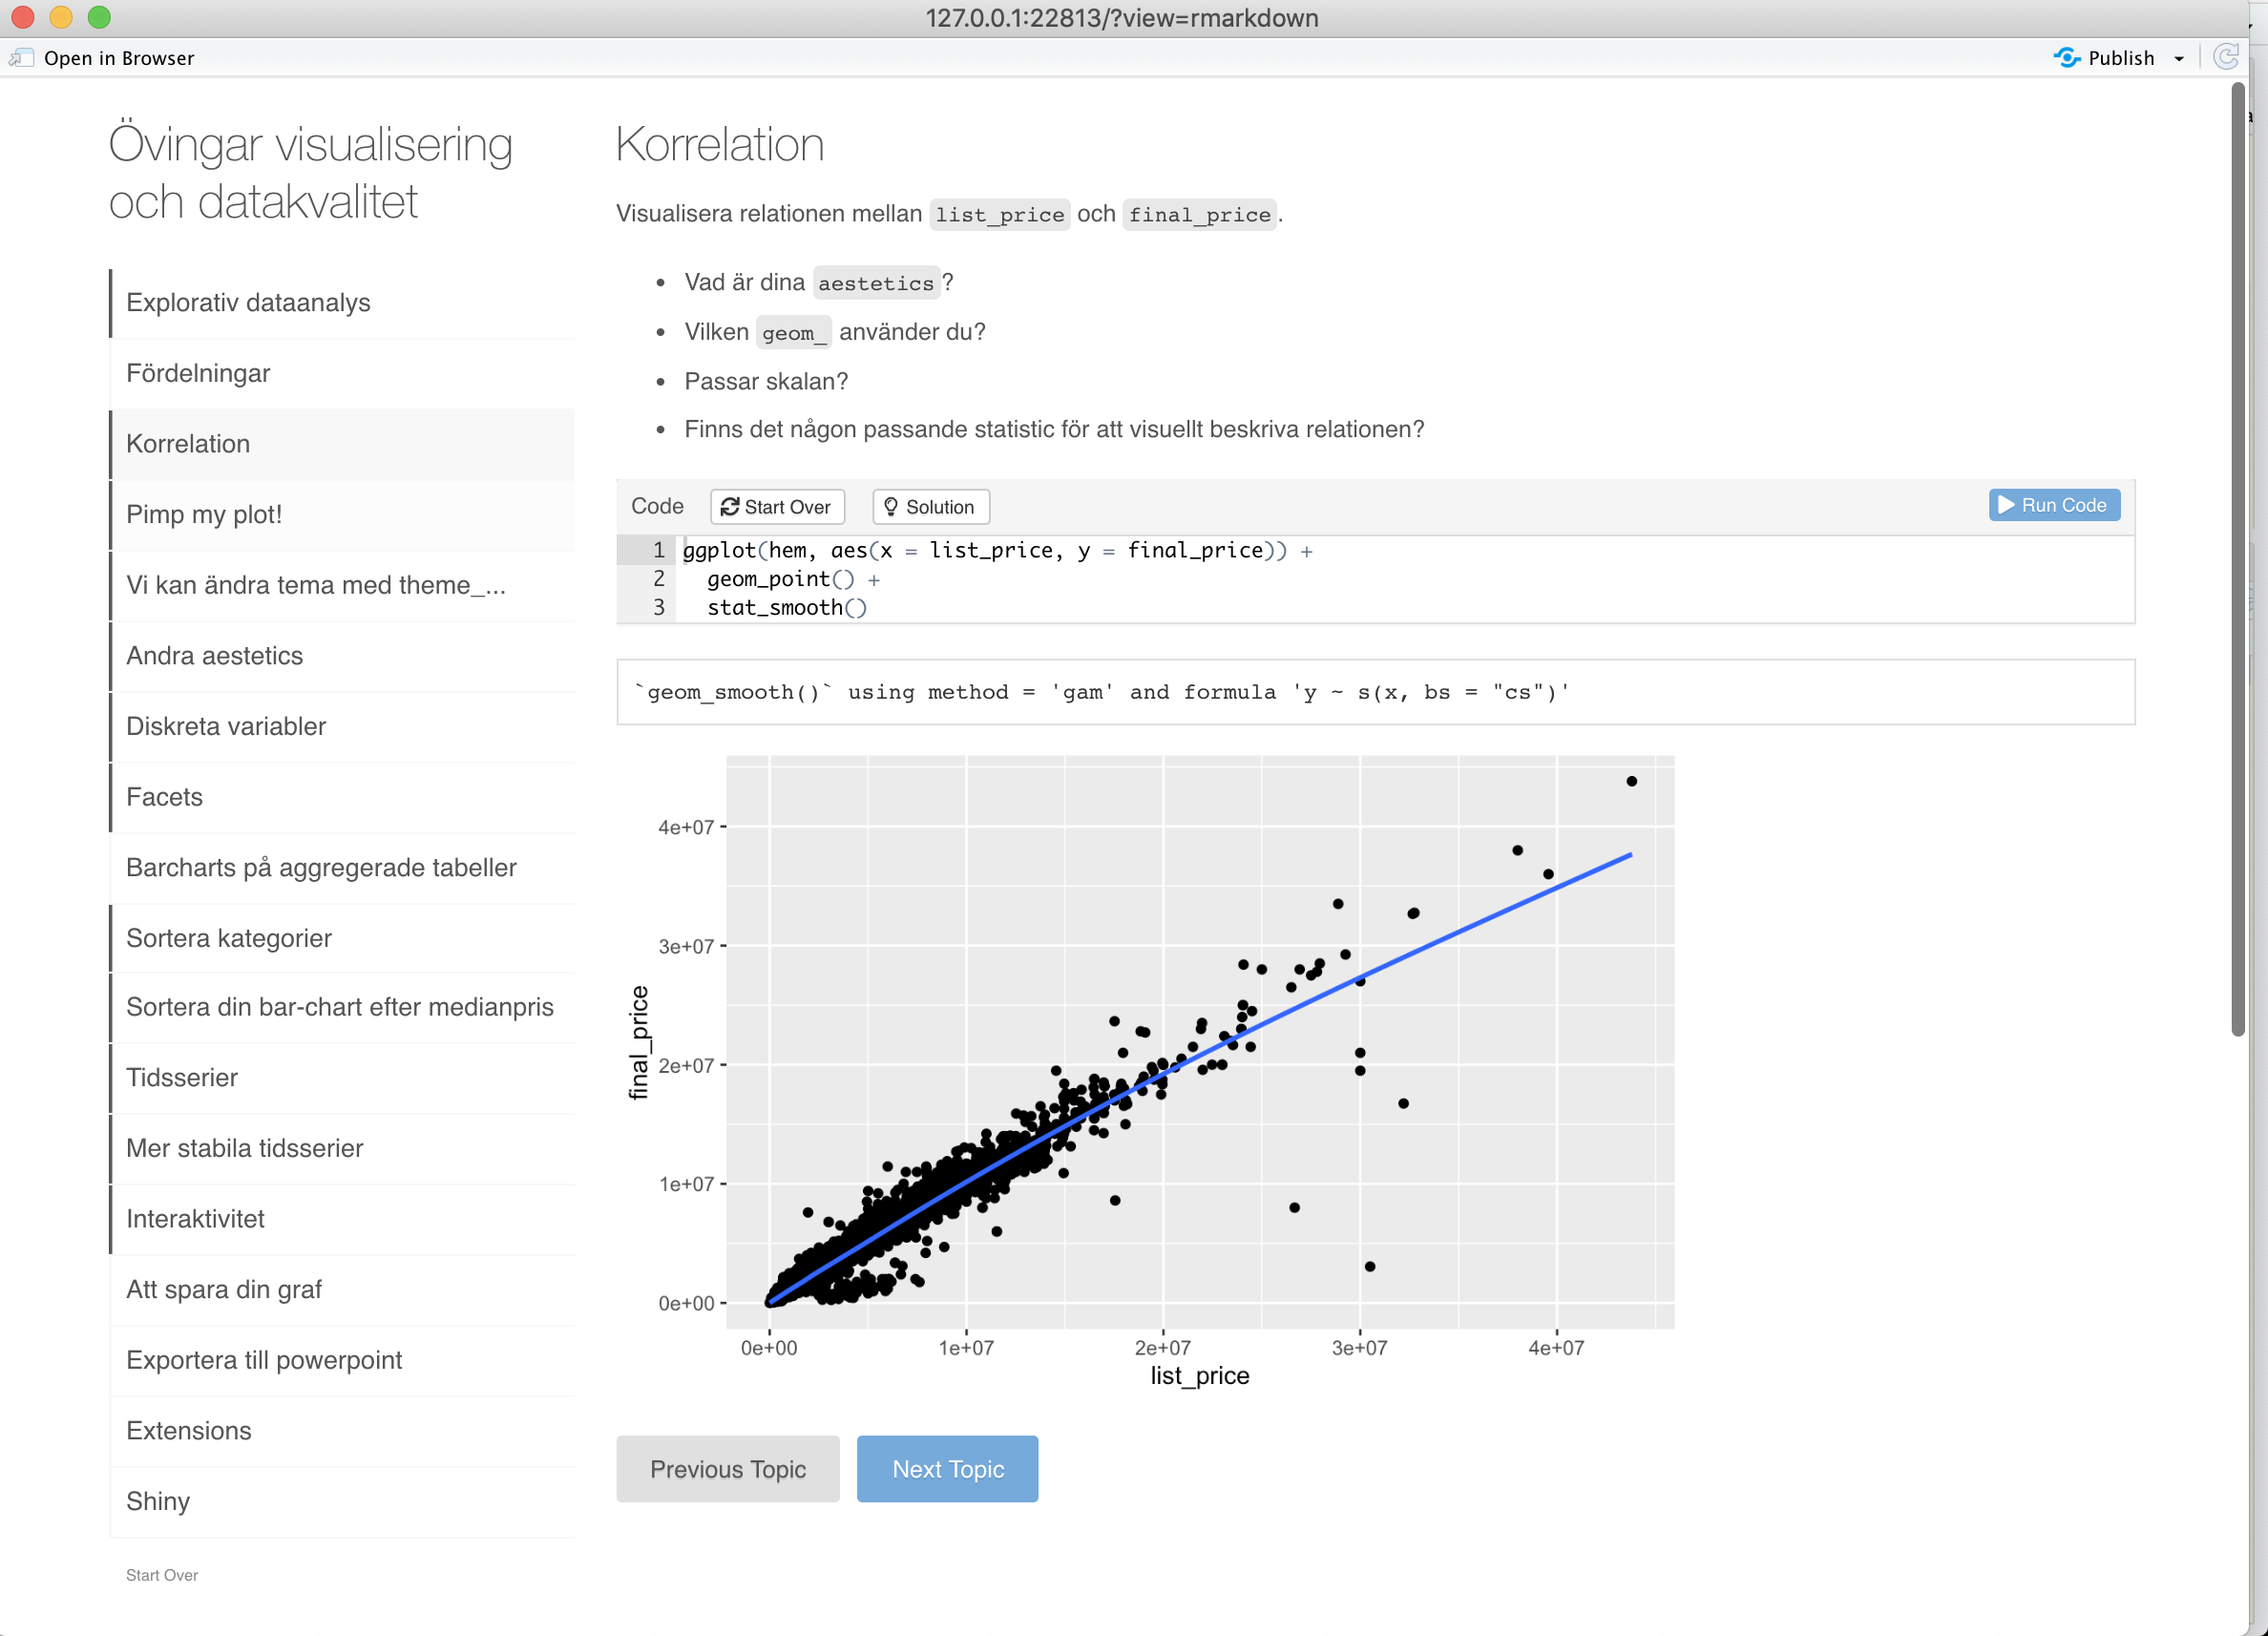 127.0.0.1:22813/?view=rmarkdown
Open in Browser
Publish
Övingar visualisering
och datakvalitet
Explorativ dataanalys
Fördelningar
Korrelation
Pimp my plot!
Vi kan ändra tema med theme_...
Andra aestetics
Diskreta variabler
Facets
Barcharts på aggregerade tabeller
Sortera kategorier
Sortera din bar-chart efter medianpris
Tidsserier
Mer stabila tidsserier
Interaktivitet
Att spara din graf
Exportera till powerpoint
Extensions
Shiny
Start Over
Korrelation
Visualisera relationen mellan list_price och final_price.
• Vad är dina aestetics?
• Vilken geom_ använder du?
• Passar skalan?
• Finns det någon passande statistic för att visuellt beskriva relationen?
Code Start Over Solution Run Code
1 ggplot(hem, aes(x = list_price, y = final_price)) +
2 geom_point() +
3 stat_smooth()
`geom_smooth()` using method = 'gam' and formula 'y ~ s(x, bs = "cs")'
final_price
4e+07
3e+07
2e+07
1e+07
0e+00
0e+00 1e+07 2e+07 3e+07 4e+07
list_price
Previous Topic Next Topic